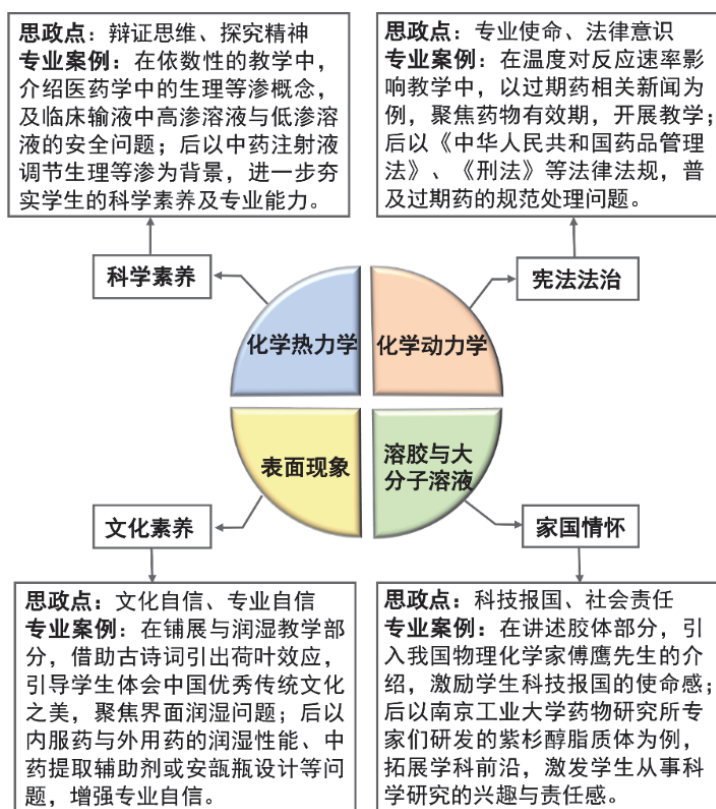 思政点：辩证思维、探究精神
专业案例：在依数性的教学中，
介绍医药学中的生理等渗概念，
及临床输液中高渗溶液与低渗溶
液的安全问题；后以中药注射液
调节生理等渗为背景，进一步夯
实学生的科学素养及专业能力。
思政点：专业使命、法律意识
专业案例：在温度对反应速率影
响教学中，以过期药相关新闻为
例，聚焦药物有效期，开展教学；
后以《中华人民共和国药品管理
法》、《刑法》等法律法规，普
及过期药的规范处理问题。
科学素养
宪法法治
化学热力学
化学动力学
表面现象
溶胶与大
分子溶液
文化素养
家国情怀
思政点：文化自信、专业自信
专业案例：在铺展与润湿教学部
分，借助古诗词引出荷叶效应，
引导学生体会中国优秀传统文化
之美，聚焦界面润湿问题；后以
内服药与外用药的润湿性能、中
药提取辅助剂或安瓿瓶设计等问
题，增强专业自信。
思政点：科技报国、社会责任
专业案例：在讲述胶体部分，引
入我国物理化学家傅鹰先生的介
绍，激励学生科技报国的使命感；
后以南京工业大学药物研究所专
家们研发的紫杉醇脂质体为例，
拓展学科前沿，激发学生从事科
学研究的兴趣与责任感。